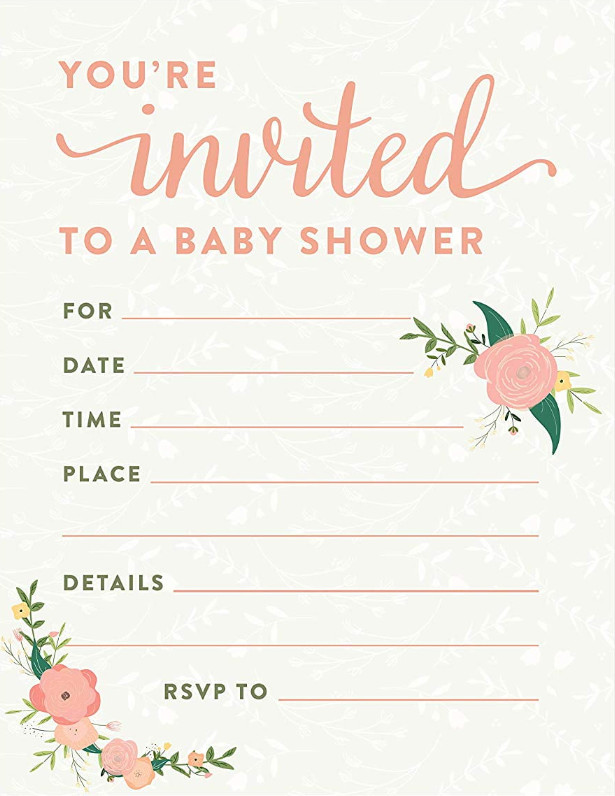 YOU'RE
invited
TO A BABY SHOWER
FOR
DATE
TIME
PLACE
DETAILS
RSVP TO